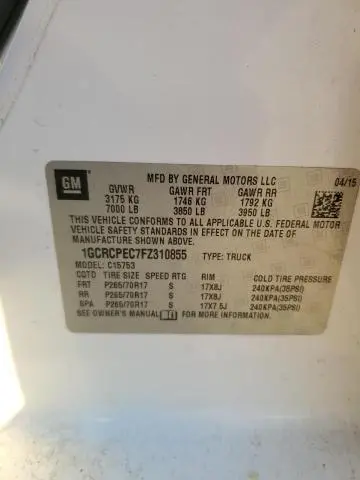 GM
MFD BY GENERAL MOTORS LLC 04/15
GVWR GAWR FRT GAWR RR
3175 KG 1746 KG 1792 KG
7000 LB 3850 LB 3950 LB
THIS VEHICLE CONFORMS TO ALL APPLICABLE U.S. FEDERAL MOTOR
VEHICLE SAFETY STANDARDS IN EFFECT ON THE DATE OF
MANUFACTURE SHOWN ABOVE.
1GCRCPEC7FZ310855 TYPE: TRUCK
MODEL: C15753
COTD TIRE SIZE SPEED RTG RIM COLD TIRE PRESSURE
FRT P265/70R17 S 17X8J 240KPA(35PSI)
RR P265/70R17 S 17X8J 240KPA(35PSI)
SPA P265/70R17 S 17X7.5J 240KPA(35PSI)
SEE OWNER'S MANUAL FOR MORE INFORMATION.